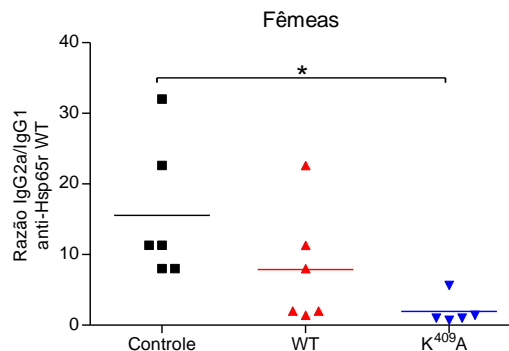 Fêmeas
Razão IgG2a/IgG1
anti-Hsp65r WT
40
30
20
10
0
*
Controle
WT
K⁴⁰⁹A